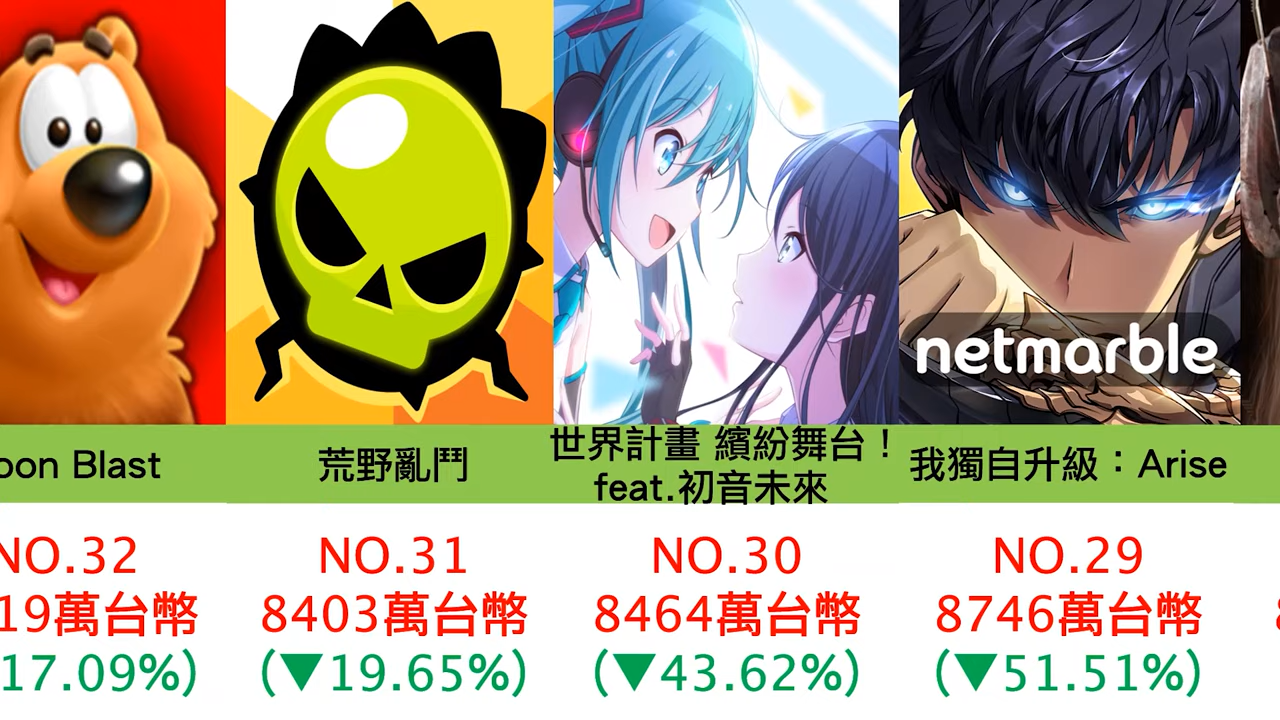 netmarble
oon Blast
荒野亂鬥
世界計畫 繽紛舞台！
feat.初音未來
我獨自升級：Arise
NO.32
19萬台幣
17.09%)
NO.31
8403萬台幣
(▼19.65%)
NO.30
8464萬台幣
(▼43.62%)
NO.29
8746萬台幣
(▼51.51%)